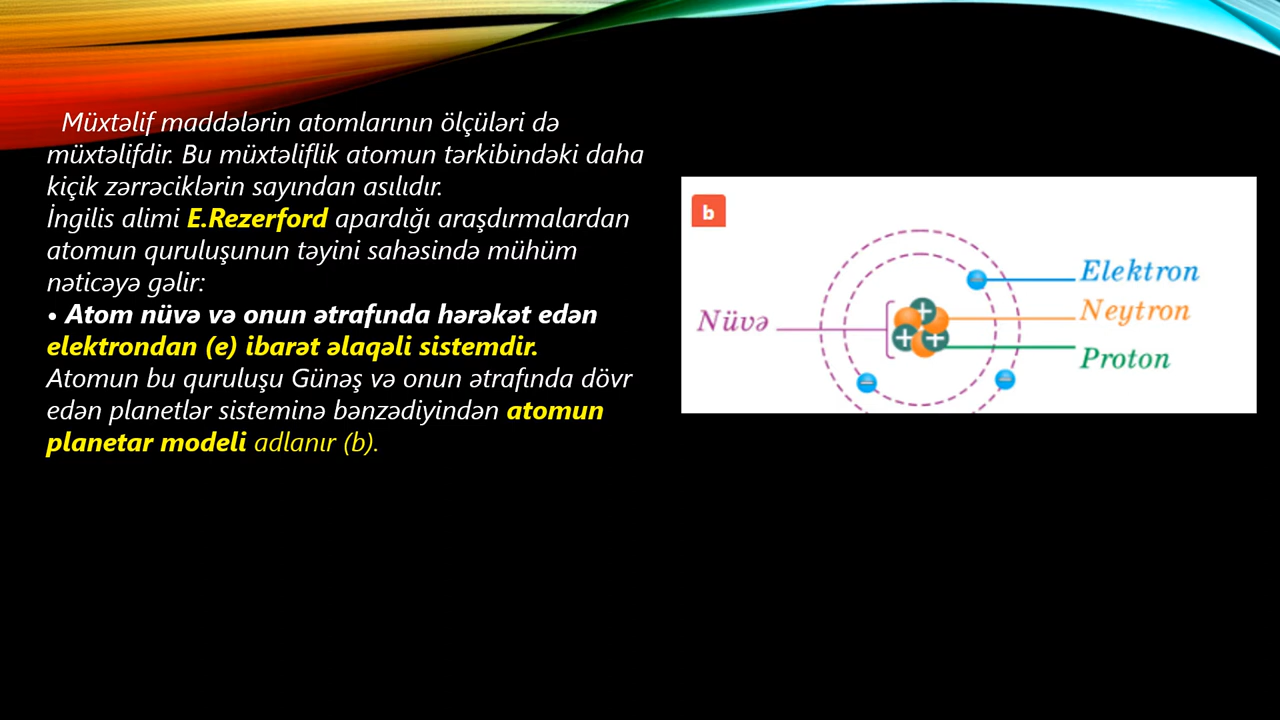 Müxtəlif maddələrin atomlarının ölçüləri də
müxtəlifdir. Bu müxtəliflik atomun tərkibindəki daha
kiçik zərrəciklərin sayından asılıdır.
İngilis alimi E.Rezerford apardığı araşdırmalardan
atomun quruluşunun təyini sahəsində mühüm
nəticəyə gəlir:
• Atom nüvə və onun ətrafında hərəkət edən
elektrondan (e) ibarət əlaqəli sistemdir.
Atomun bu quruluşu Günəş və onun ətrafında dövr
edən planetlər sisteminə bənzədiyindən atomun
planetar modeli adlanır (b).
b
Nüvə
Elektron
Neytron
Proton
+
+
+
−
−
−